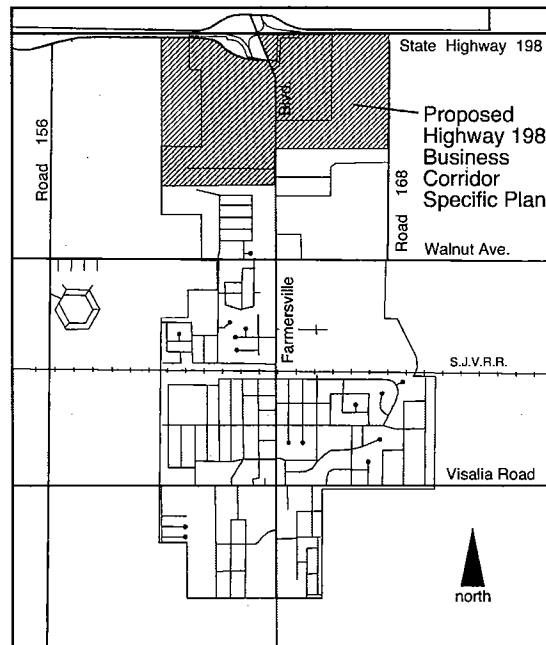 State Highway 198
Blvd.
Proposed
Highway 198
Business
Corridor
Specific Plan
Road 156
Road 168
Walnut Ave.
Farmersville
S.J.V.R.R.
Visalia Road
north